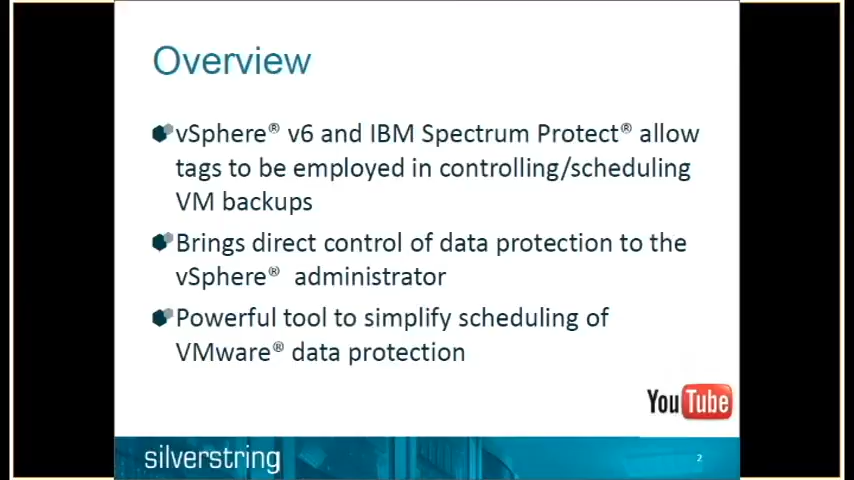 Overview
vSphere® v6 and IBM Spectrum Protect® allow
tags to be employed in controlling/scheduling
VM backups
Brings direct control of data protection to the
vSphere® administrator
Powerful tool to simplify scheduling of
VMware® data protection
YouTube
silverstring
2